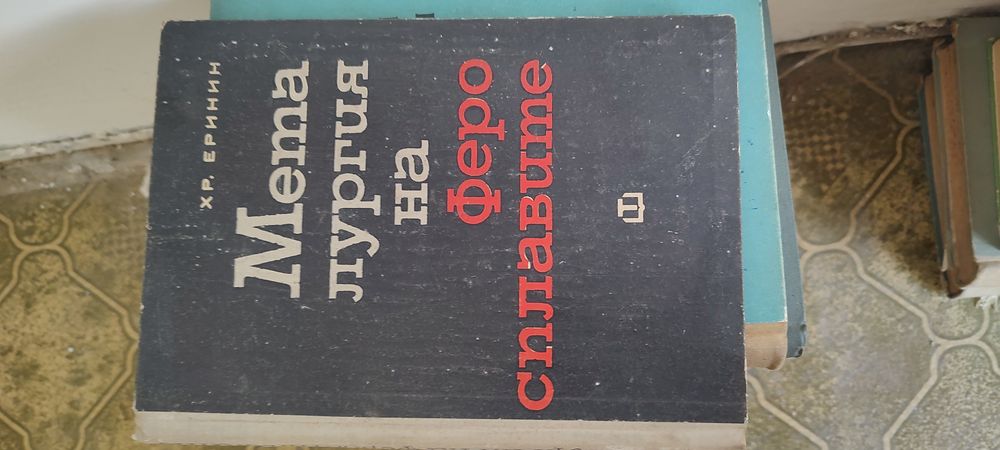 ХР. ЕРИНИН
Мета
лургия
на
Феро
сплавите